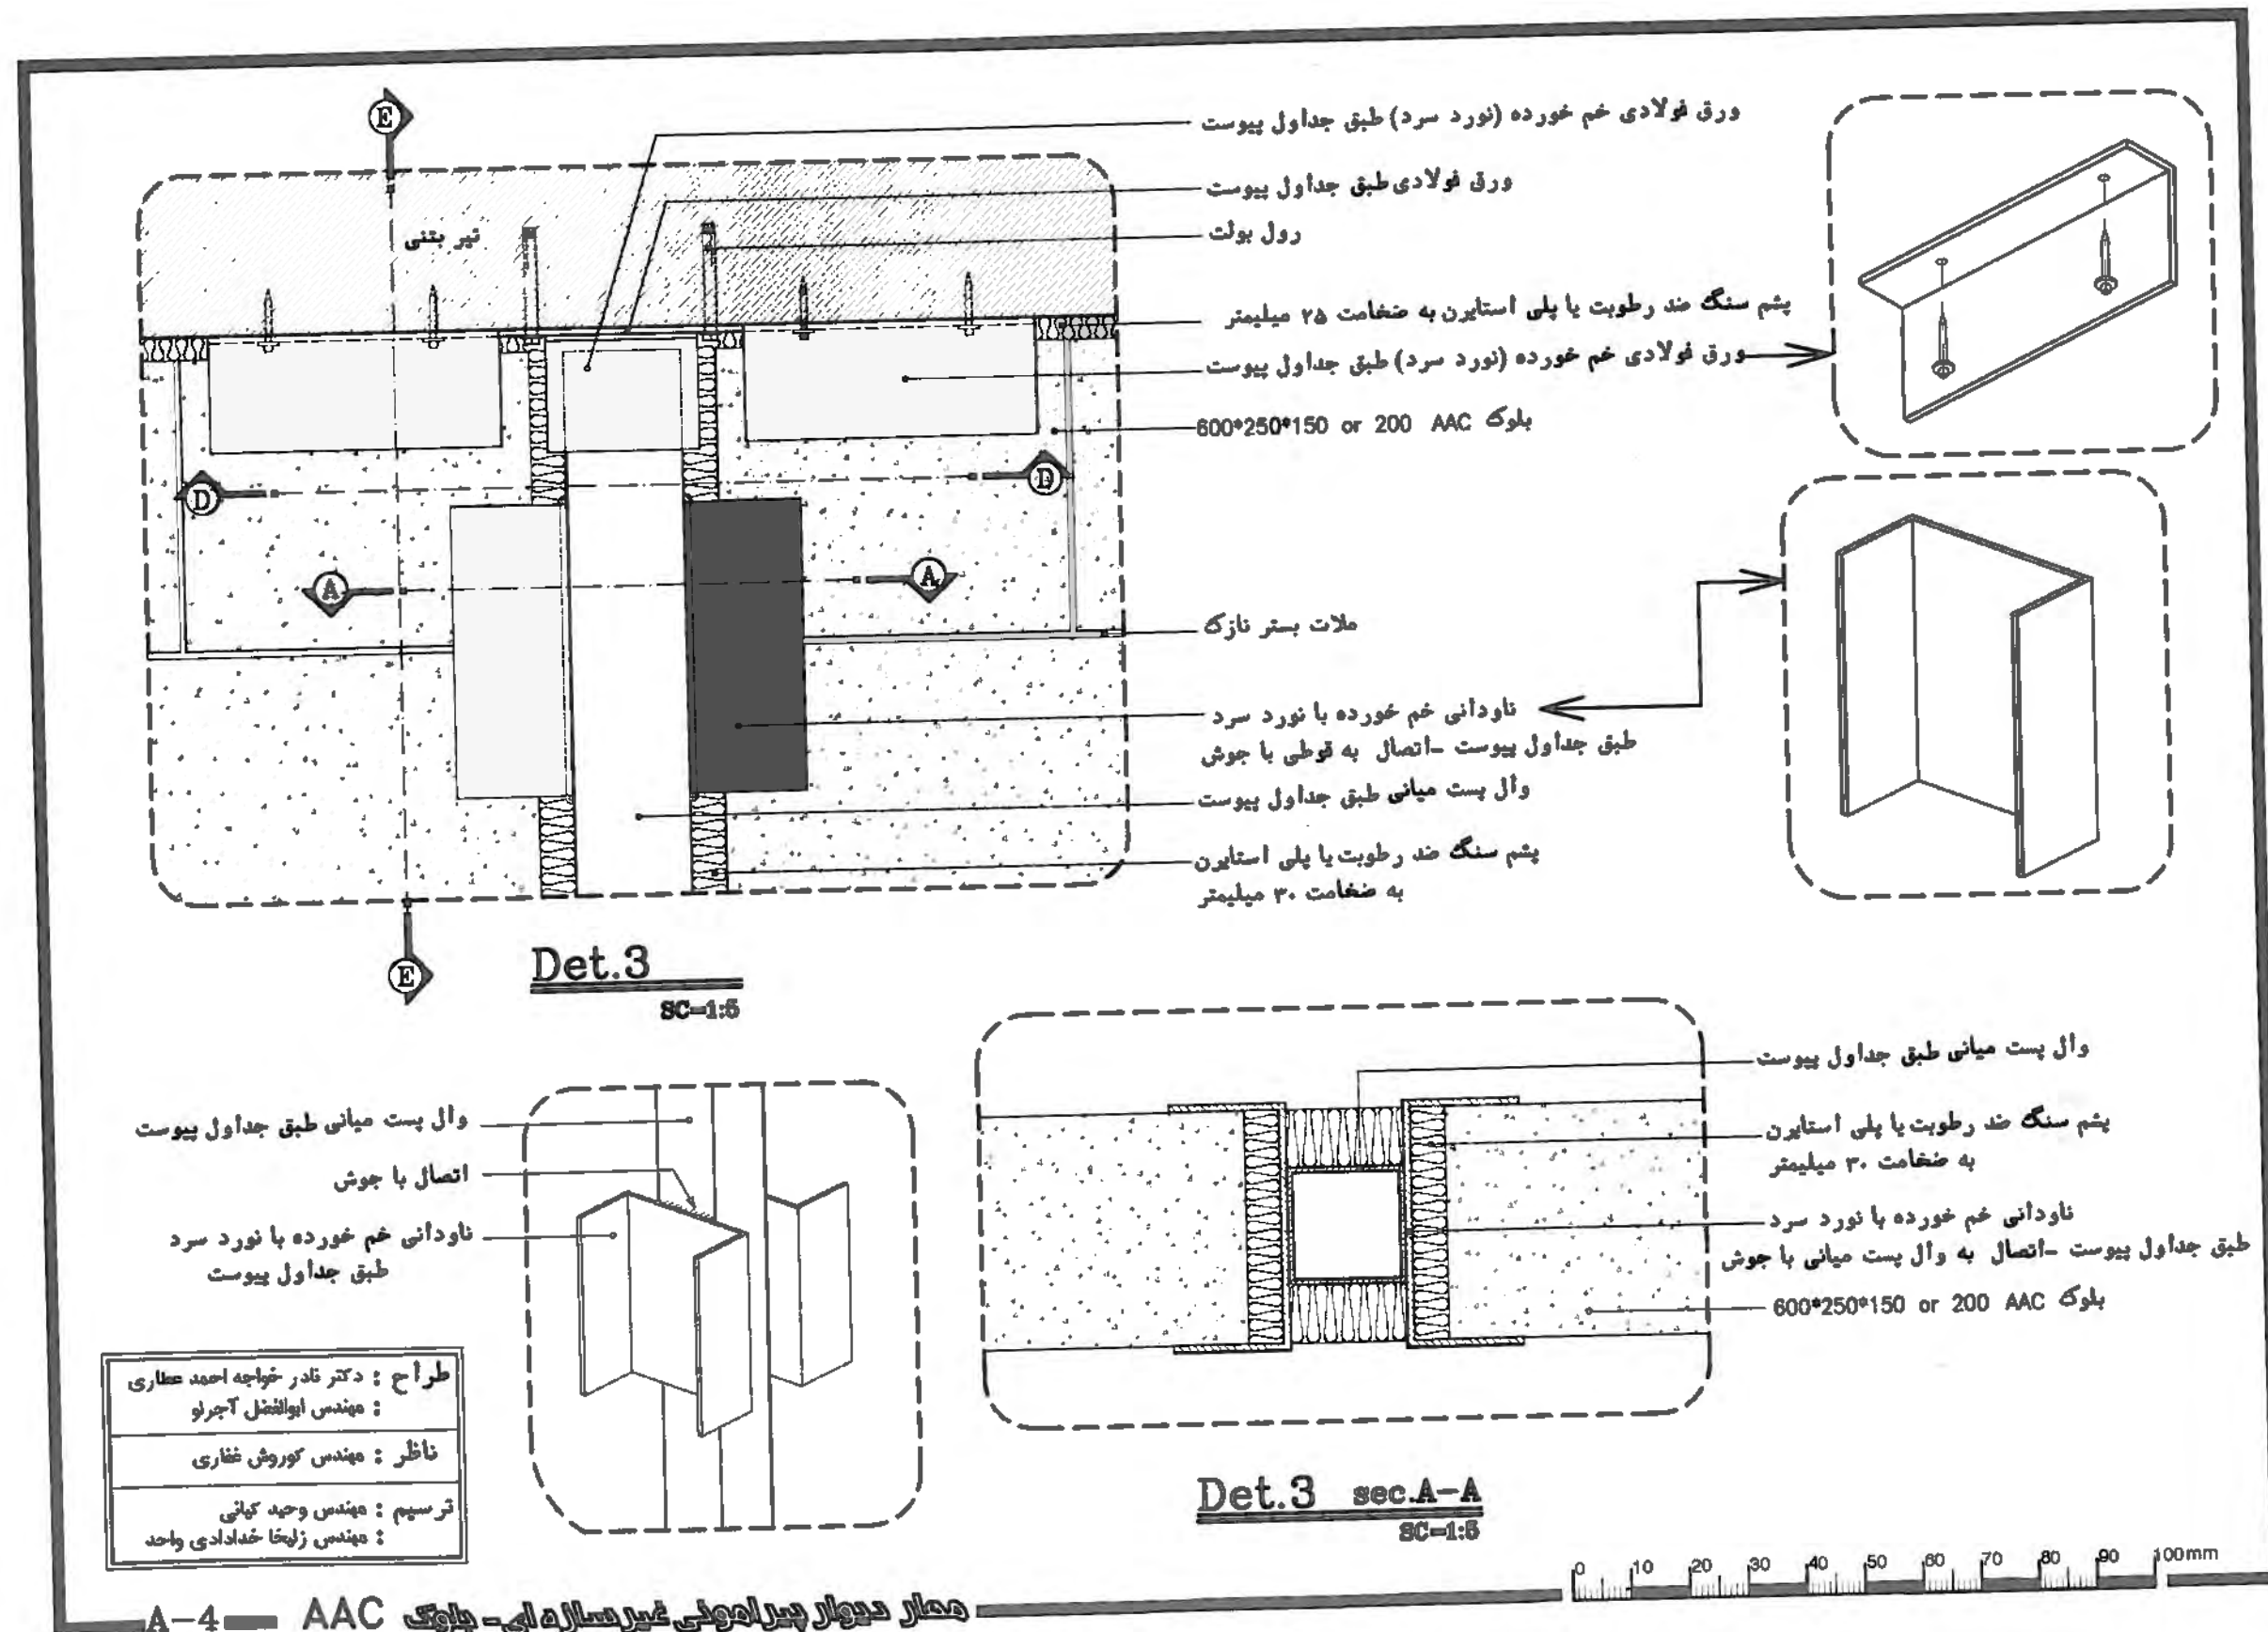 E
ورق فولادی خم خورده (نورد سرد) طبق جداول پیوست
ورق فولادی طبق جداول پیوست
تیر بتنی
رول بولت
پشم سنگ ضد رطوبت یا پلی استایرن به ضخامت ۲۵ میلیمتر
ورق فولادی خم خورده (نورد سرد) طبق جداول پیوست
بلوک AAC 600*250*150 or 200
D
D
A
A
ملات بستر نازک
ناودانی خم خورده با نورد سرد
طبق جداول پیوست -اتصال به قوطی با جوش
وال پست میانی طبق جداول پیوست
پشم سنگ ضد رطوبت یا پلی استایرن
به ضخامت ۳۰ میلیمتر
E
Det.3
SC-1:5
وال پست میانی طبق جداول پیوست
اتصال با جوش
ناودانی خم خورده با نورد سرد
طبق جداول پیوست
وال پست میانی طبق جداول پیوست
پشم سنگ ضد رطوبت یا پلی استایرن
به ضخامت ۳۰ میلیمتر
ناودانی خم خورده با نورد سرد
طبق جداول پیوست -اتصال به وال پست میانی با جوش
بلوک AAC 600*250*150 or 200
Det.3 sec.A-A
SC-1:5
طراح : دکتر نادر خواجه احمد عطاری
: مهندس ابوالفضل آجرلو
ناظر : مهندس کوروش غفاری
ترسیم : مهندس وحید کیانی
: مهندس زلیخا خدادادی واحد
0 10 20 30 40 50 60 70 80 90 100mm
مهار دیوار پیرامونی غیرسازه ای- بلوک AAC
A-4